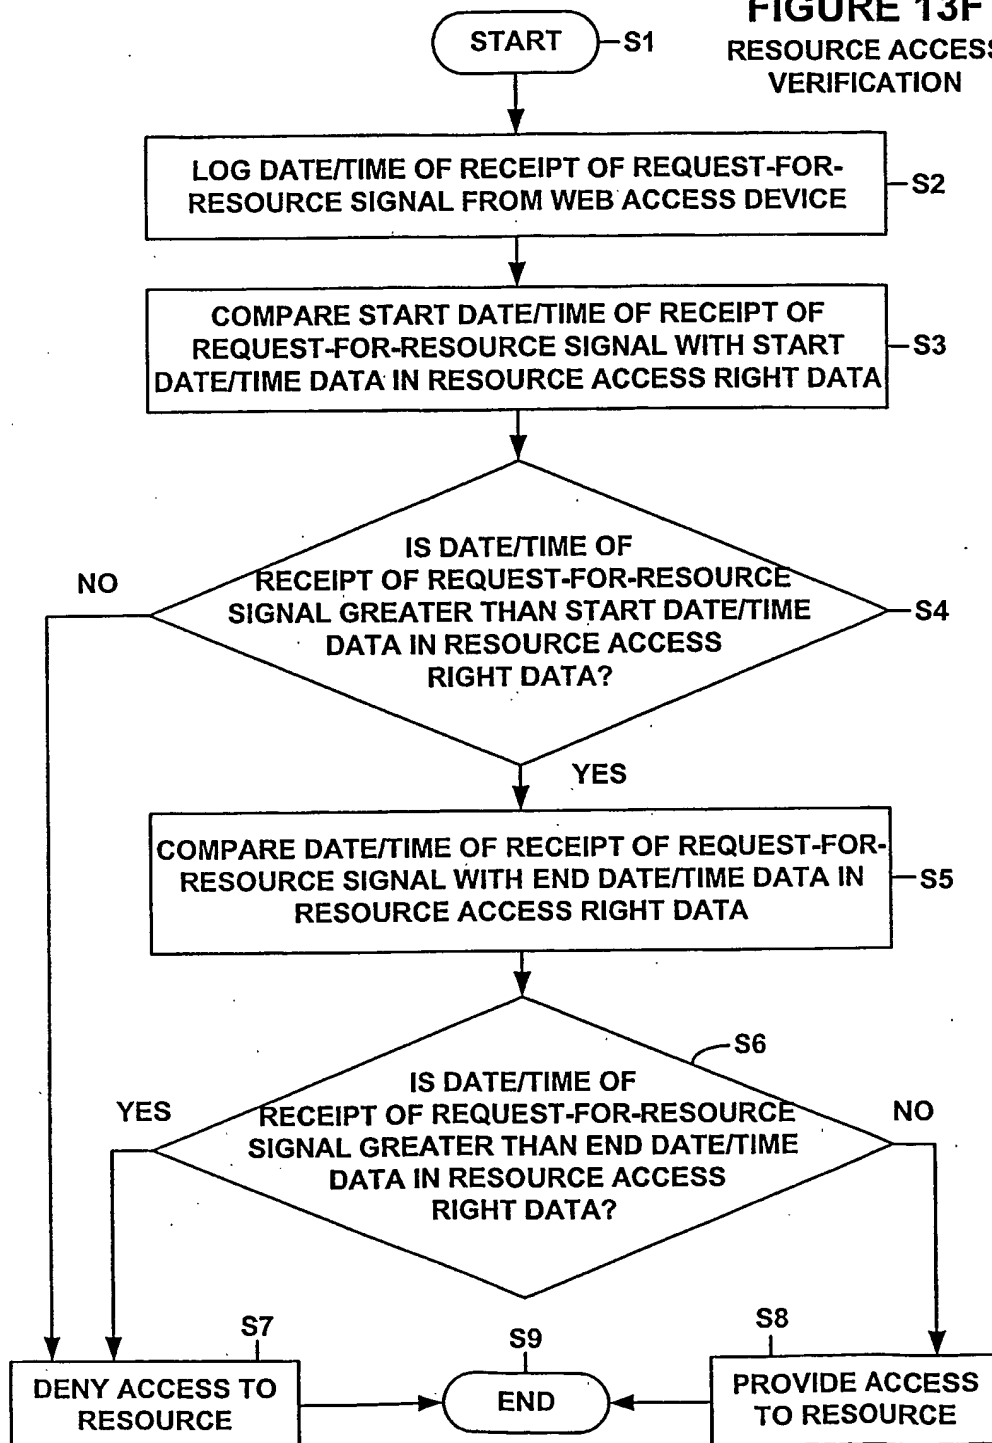 FIGURE 13F
RESOURCE ACCESS
VERIFICATION
START
S1
LOG DATE/TIME OF RECEIPT OF REQUEST-FOR-
RESOURCE SIGNAL FROM WEB ACCESS DEVICE
S2
COMPARE START DATE/TIME OF RECEIPT OF
REQUEST-FOR-RESOURCE SIGNAL WITH START
DATE/TIME DATA IN RESOURCE ACCESS RIGHT DATA
S3
IS DATE/TIME OF
RECEIPT OF REQUEST-FOR-RESOURCE
SIGNAL GREATER THAN START DATE/TIME
DATA IN RESOURCE ACCESS
RIGHT DATA?
S4
NO
YES
COMPARE DATE/TIME OF RECEIPT OF REQUEST-FOR-
RESOURCE SIGNAL WITH END DATE/TIME DATA IN
RESOURCE ACCESS RIGHT DATA
S5
S6
IS DATE/TIME OF
RECEIPT OF REQUEST-FOR-RESOURCE
SIGNAL GREATER THAN END DATE/TIME
DATA IN RESOURCE ACCESS
RIGHT DATA?
YES
NO
S7
DENY ACCESS TO
RESOURCE
S9
END
S8
PROVIDE ACCESS
TO RESOURCE